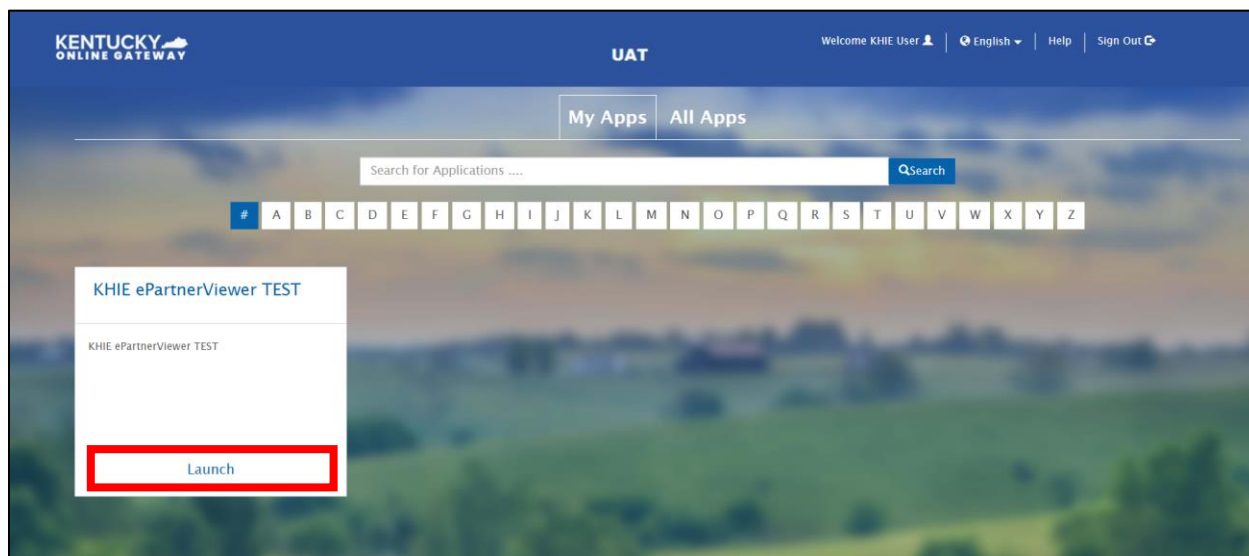 KENTUCKY
ONLINE GATEWAY
UAT
Welcome KHIE User
English
Help
Sign Out
My Apps
All Apps
Search for Applications ....
Search
# A B C D E F G H I J K L M N O P Q R S T U V W X Y Z
KHIE ePartnerViewer TEST
KHIE ePartnerViewer TEST
Launch